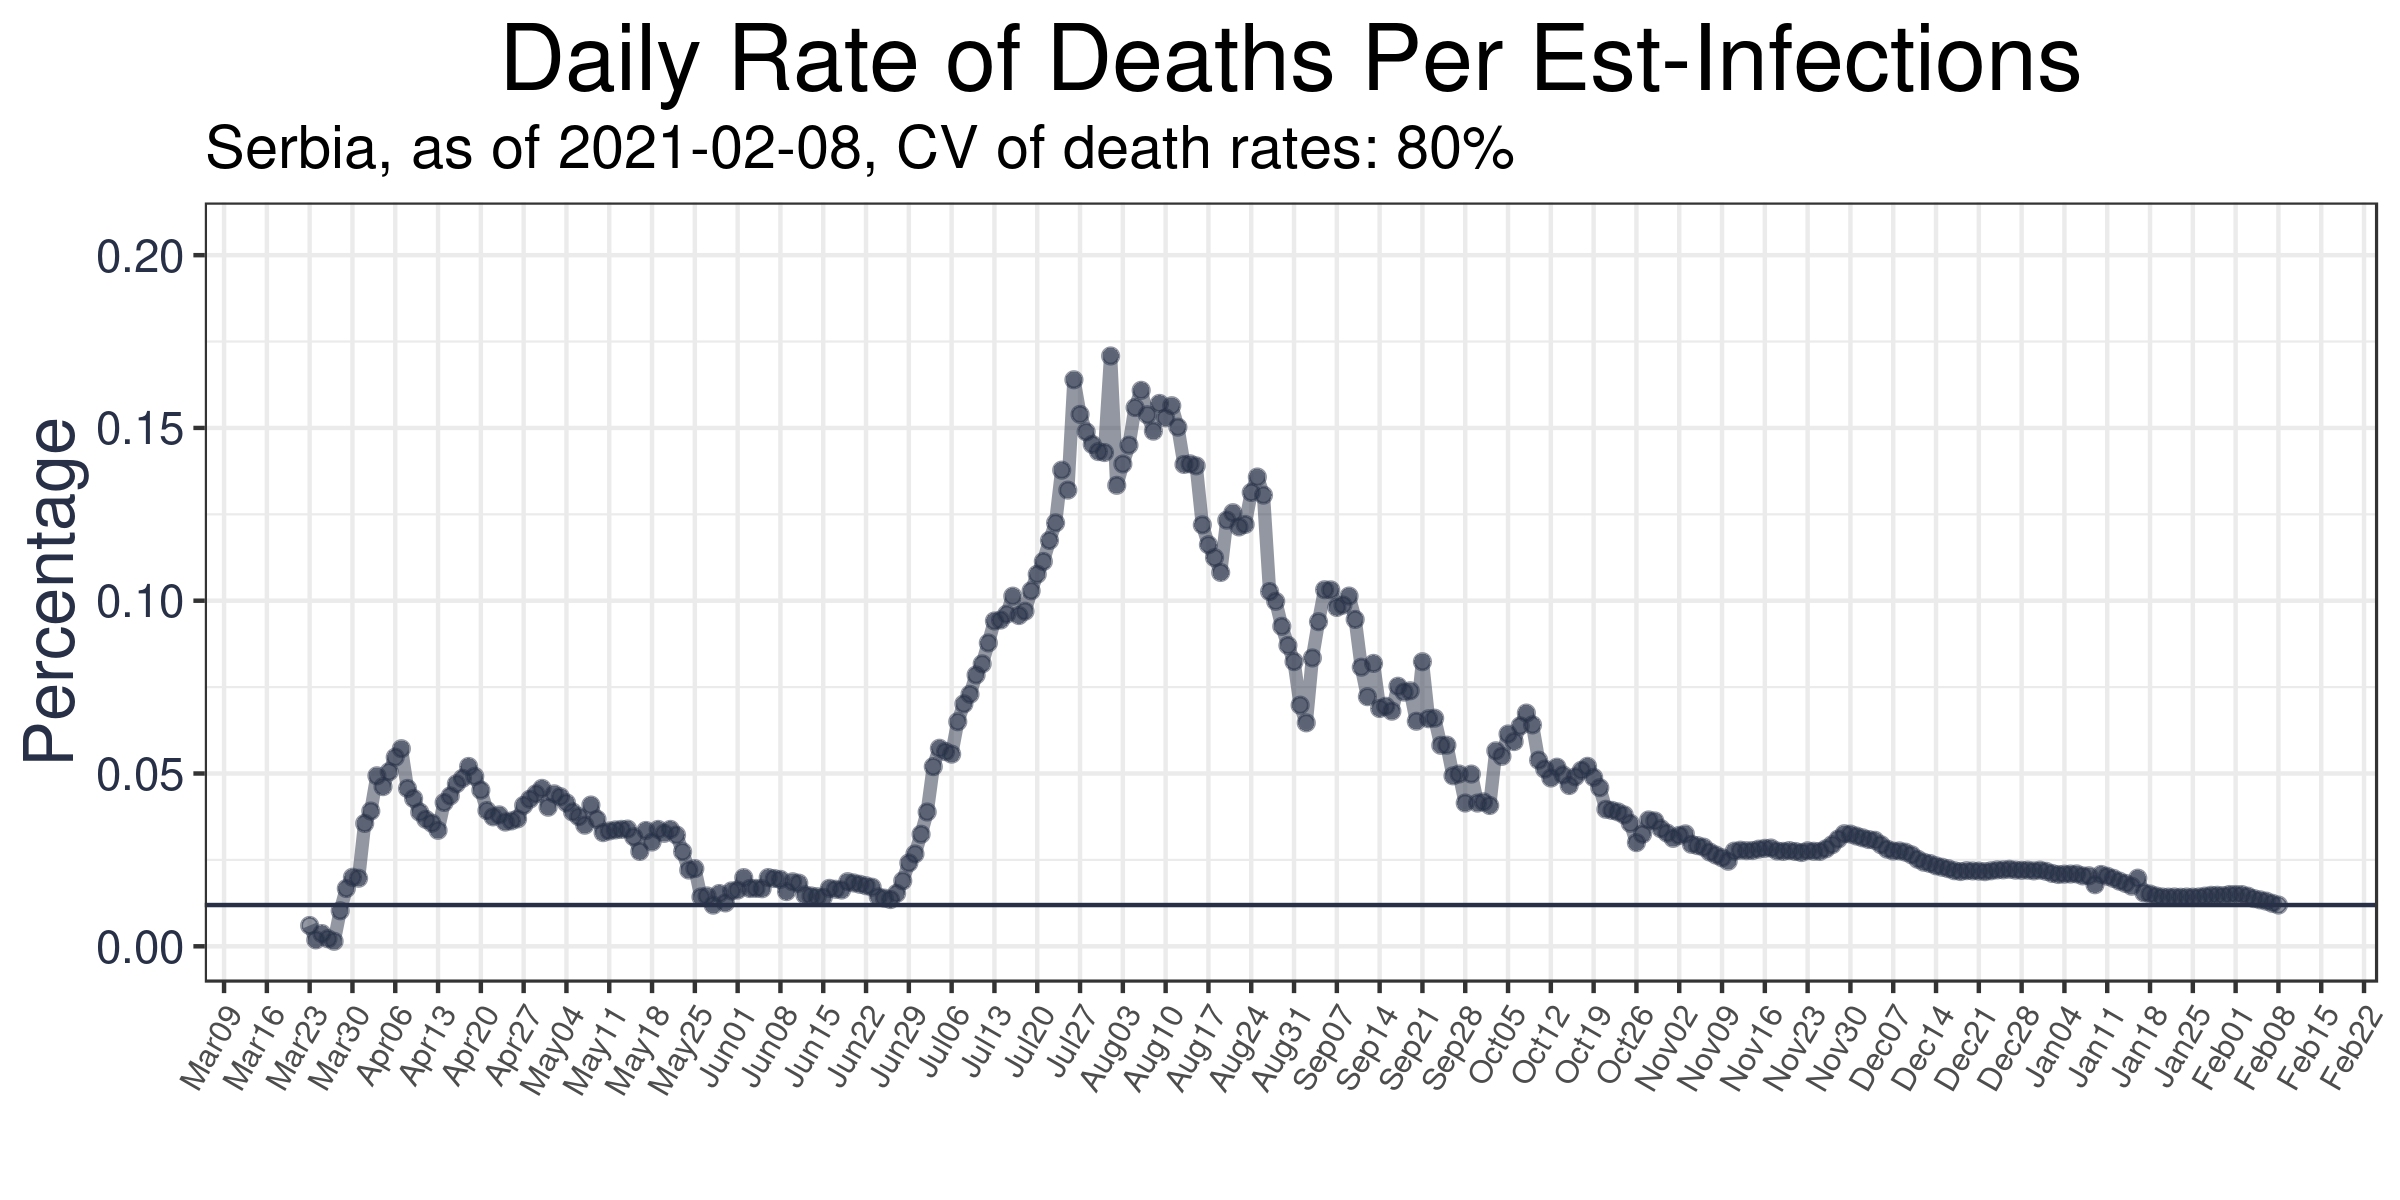 Daily Rate of Deaths Per Est-Infections
Serbia, as of 2021-02-08, CV of death rates: 80%
Percentage
0.20
0.15
0.10
0.05
0.00
Mar09 Mar16 Mar23 Mar30 Apr06 Apr13 Apr20 Apr27 May04 May11 May18 May25 Jun01 Jun08 Jun15 Jun22 Jun29 Jul06 Jul13 Jul20 Jul27 Aug03 Aug10 Aug17 Aug24 Aug31 Sep07 Sep14 Sep21 Sep28 Oct05 Oct12 Oct19 Oct26 Nov02 Nov09 Nov16 Nov23 Nov30 Dec07 Dec14 Dec21 Dec28 Jan04 Jan11 Jan18 Jan25 Feb01 Feb08 Feb15 Feb22